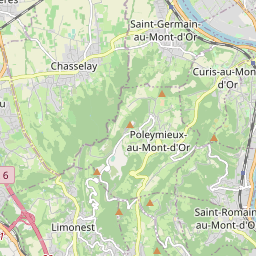 Saint-Germain-
au-Mont-d'Or
Chasselay
Curis-au-Mont-
d'Or
Poleymieux-
au-Mont-d'Or
6
Limonest
Saint-Romain-
au-Mont-d'O